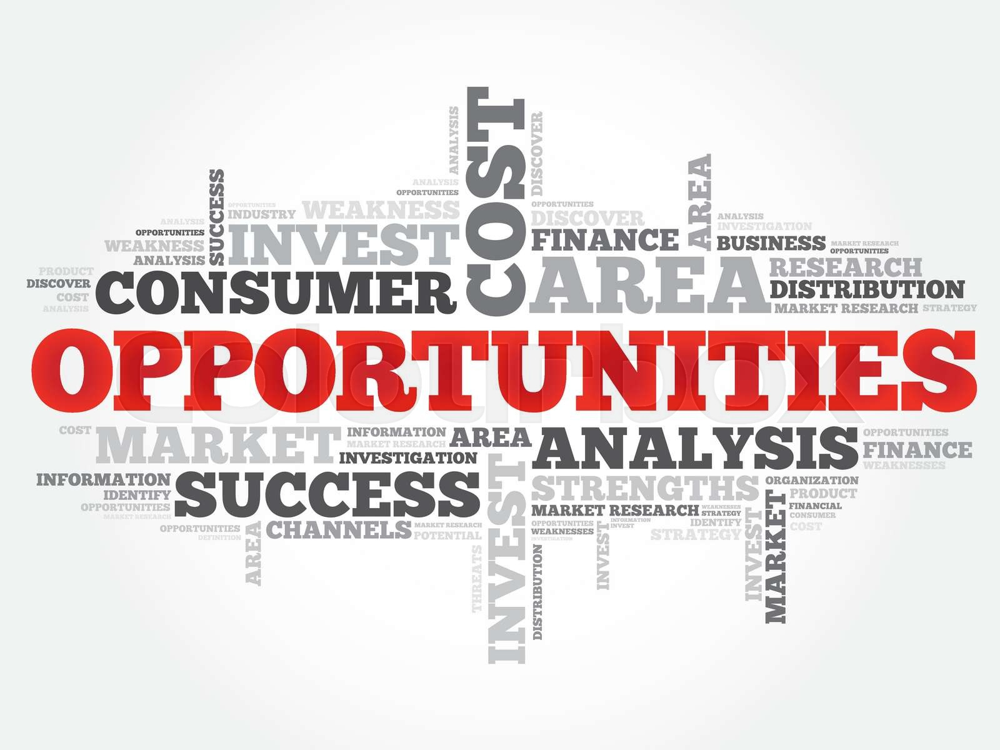 COST
ANALYSIS
DISCOVER
ANALYSIS
OPPORTUNITIES
SUCCESS
OPPORTUNITIES
INDUSTRY
WEAKNESS
INVEST
ANALYSIS
OPPORTUNITIES
WEAKNESS
ANALYSIS
OPPORTUNITIES
DISCOVER
FINANCE
AREA
AREA
ANALYSIS
INVESTIGATION
BUSINESS
MARKET RESEARCH
OPPORTUNITIES
RESEARCH
DISTRIBUTION
MARKET RESEARCH
STRATEGY
PRODUCT
DISCOVER
COST
ANALYSIS
CONSUMER
OPPORTUNITIES
colourbox
COST
MARKET
INFORMATION
MARKET RESEARCH
INVESTIGATION
AREA
ANALYSIS
OPPORTUNITIES
FINANCE
WEAKNESSES
INFORMATION
IDENTIFY
OPPORTUNITIES
MARKET RESEARCH
SUCCESS
INVEST
STRENGTHS
ORGANIZATION
PRODUCT
FINANCIAL
CONSUMER
COST
MARKET RESEARCH
WEAKNESSES
STRATEGY
IDENTIFY
OPPORTUNITIES
DEFINITION
AREA
CHANNELS
MARKET RESEARCH
POTENTIAL
OPPORTUNITIES
WEAKNESSES
INVESTIGATION
INFORMATION
INVEST
INVEST
STRATEGY
INVEST
MARKET
THREATS
DISTRIBUTION